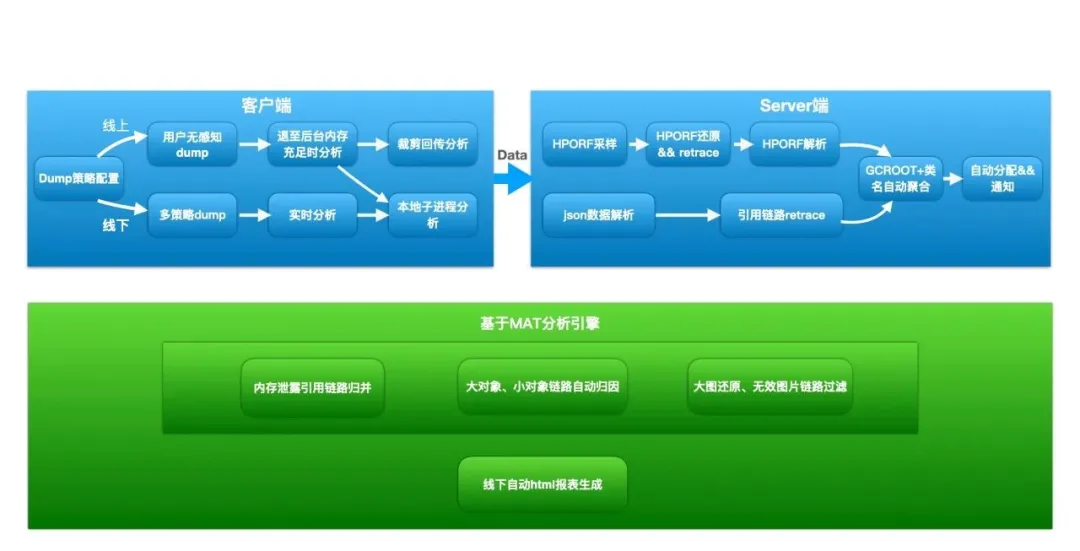 客户端
线上
用户无感知
dump
退至后台内存
充足时分析
裁剪回传分析
Dump策略配置
线下
多策略dump
实时分析
本地子进程分
析
Data
Server端
HPORF采样
HPORF还原
&& retrace
HPORF解析
GCROOT+类
名自动聚合
自动分配&&
通知
json数据解析
引用链路retrace
基于MAT分析引擎
内存泄露引用链路归并
大对象、小对象链路自动归因
大图还原、无效图片链路过滤
线下自动html报表生成